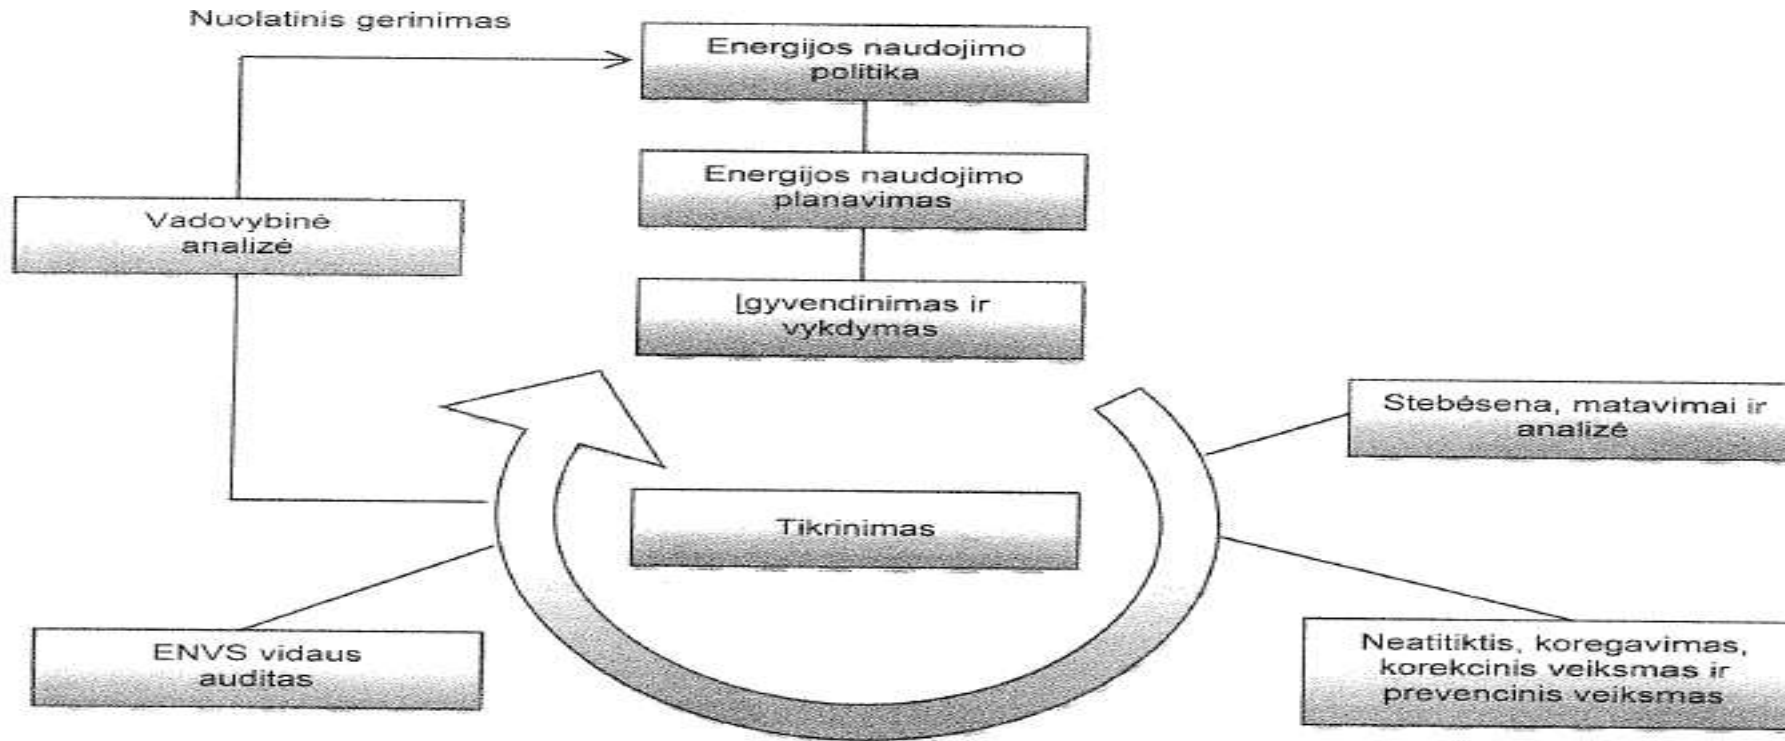 Nuolatinis gerinimas
Energijos naudojimo
politika
Energijos naudojimo
planavimas
Vadovybinė
analizė
Įgyvendinimas ir
vykdymas
Stebėsena, matavimai ir
analizė
Tikrinimas
ENVS vidaus
auditas
Neatitiktis, koregavimas,
korekcinis veiksmas ir
prevencinis veiksmas